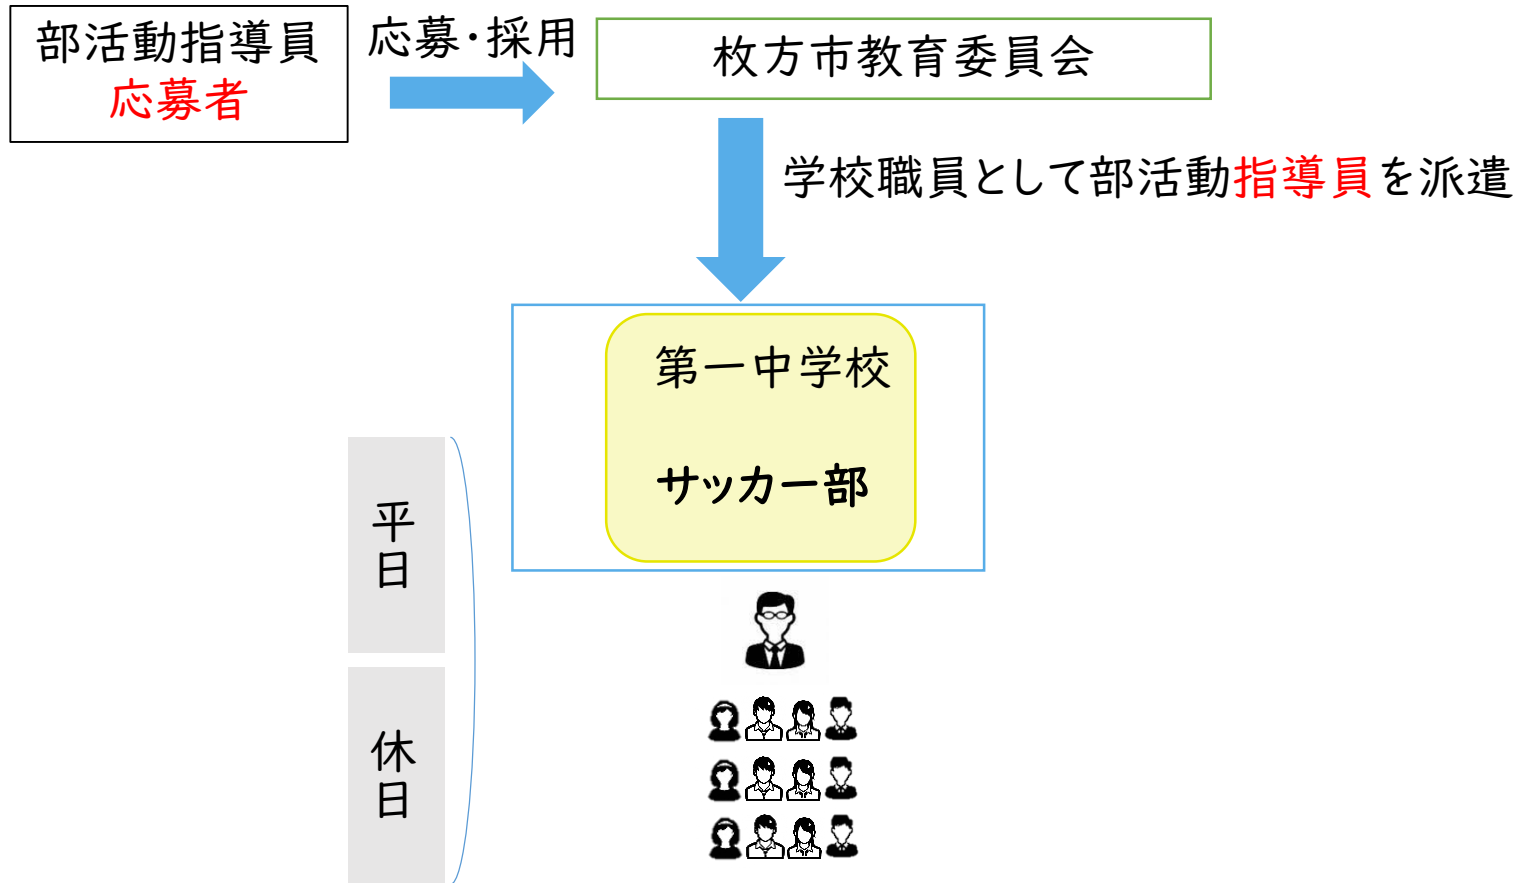 部活動指導員
応募者
応募・採用
枚方市教育委員会
学校職員として部活動指導員を派遣
第一中学校
サッカー部
平日
休日